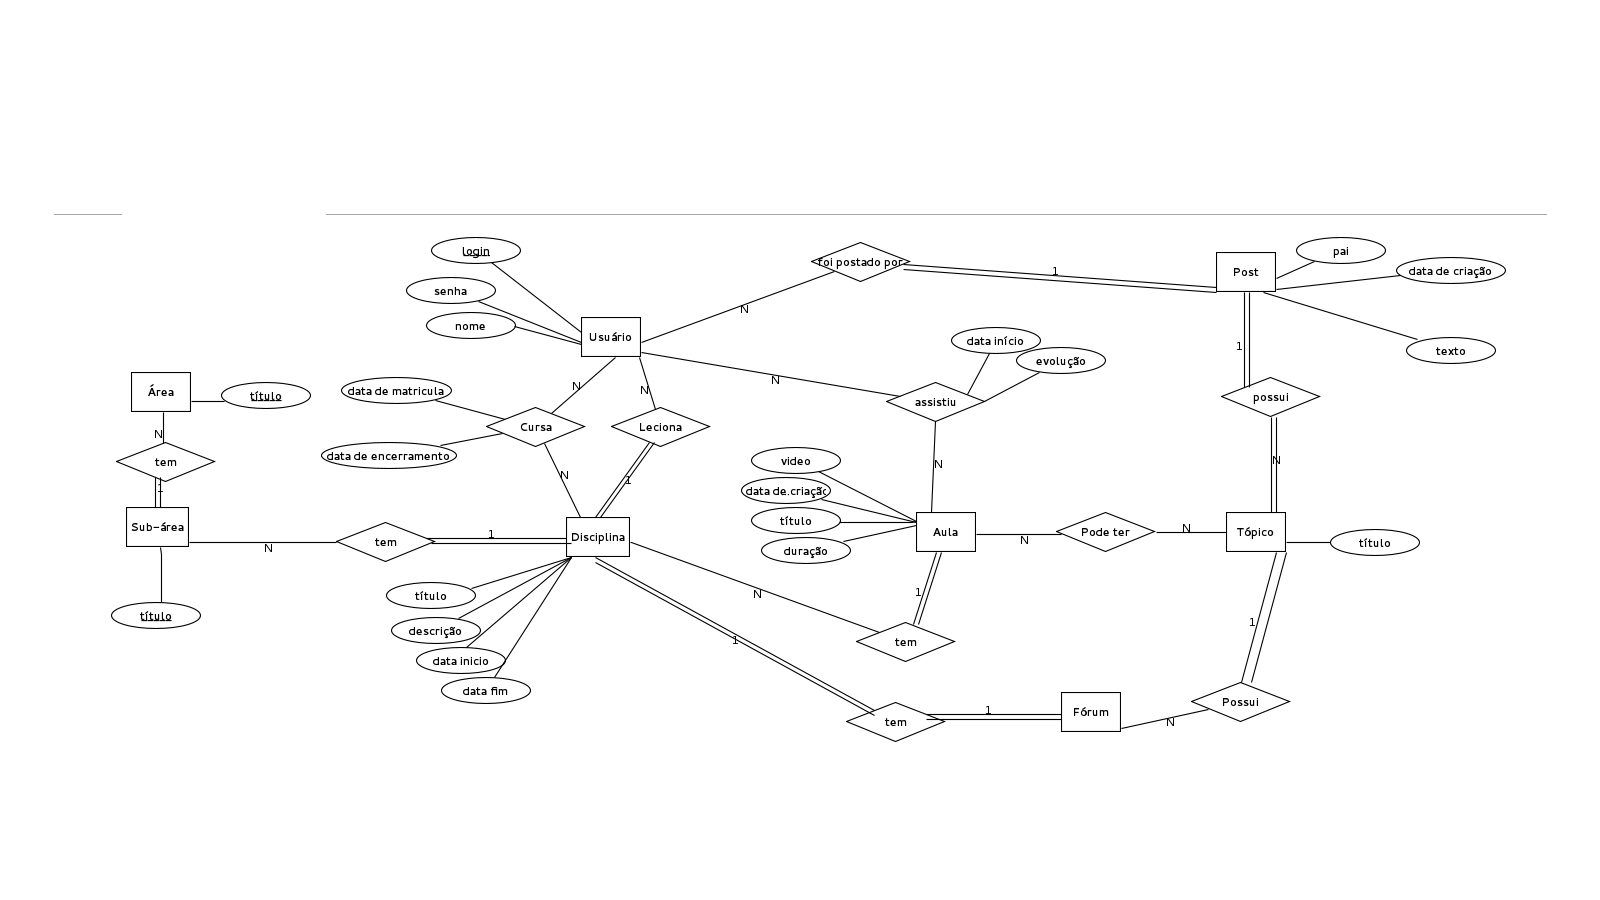 login
pai
foi postado por
1
Post
data de criação
senha
N
nome
Usuário
data início
1
texto
evolução
Área
título
data de matricula
N
N
N
assistiu
possui
Cursa
Leciona
N
tem
data de encerramento
video
N
N
1
N
1
data de criaçãc
Sub-área
título
Aula
Pode ter
N
Tópico
título
N
tem
1
Disciplina
N
duração
título
N
1
título
descrição
1
1
tem
data inicio
data fim
tem
1
Fórum
N
Possui